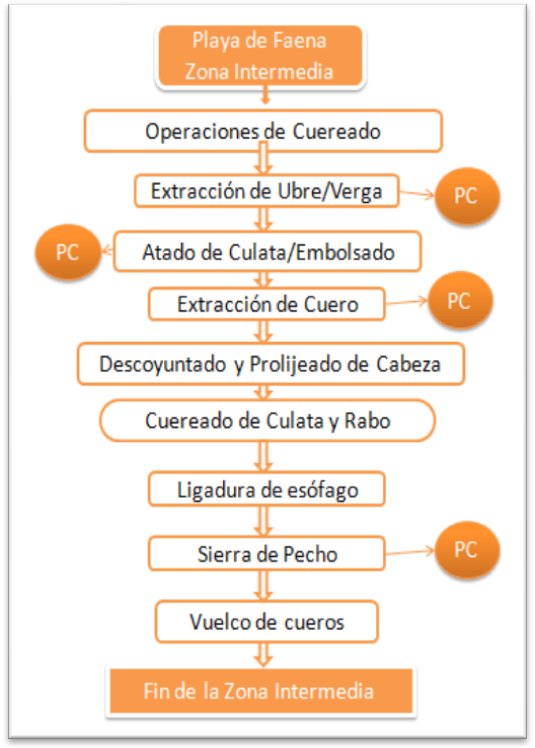 Playa de Faena
Zona Intermedia
Operaciones de Cuereado
Extracción de Ubre/Verga
PC
PC
Atado de Culata/Embolsado
Extracción de Cuero
PC
Descoyuntado y Prolijeado de Cabeza
Cuereado de Culata y Rabo
Ligadura de esófago
Sierra de Pecho
PC
Vuelco de cueros
Fin de la Zona Intermedia